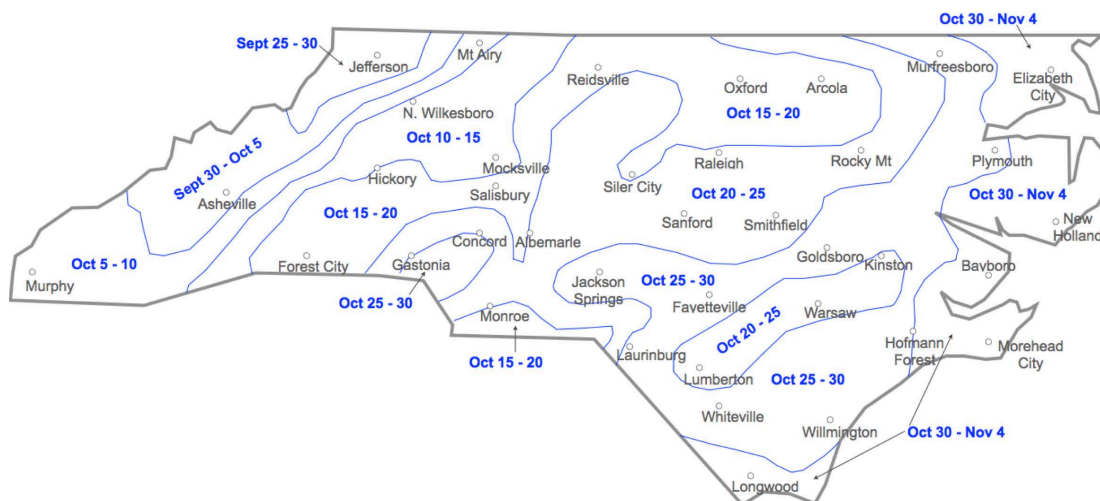 Oct 30 - Nov 4
Sept 25 - 30
Mt Airy
Jefferson
Reidsville
Murfreesboro
Oxford
Arcola
Elizabeth
City
N. Wilkesboro
Oct 15 - 20
Oct 10 - 15
Sept 30 - Oct 5
Mocksville
Raleigh
Rocky Mt
Plymouth
Hickory
Siler City
Salisbury
Oct 20 - 25
Oct 30 - Nov 4
Asheville
Oct 15 - 20
Sanford
Smithfield
New
Holland
Concord
Albemarle
Goldsboro
Kinston
Oct 5 - 10
Forest City
Gastonia
Bayboro
Murphy
Jackson
Springs
Oct 25 - 30
Oct 25 - 30
Fayetteville
Monroe
Warsaw
Oct 20 - 25
Oct 15 - 20
Laurinburg
Hofmann
Forest
Morehead
City
Lumberton
Oct 25 - 30
Whiteville
Willmington
Oct 30 - Nov 4
Longwood